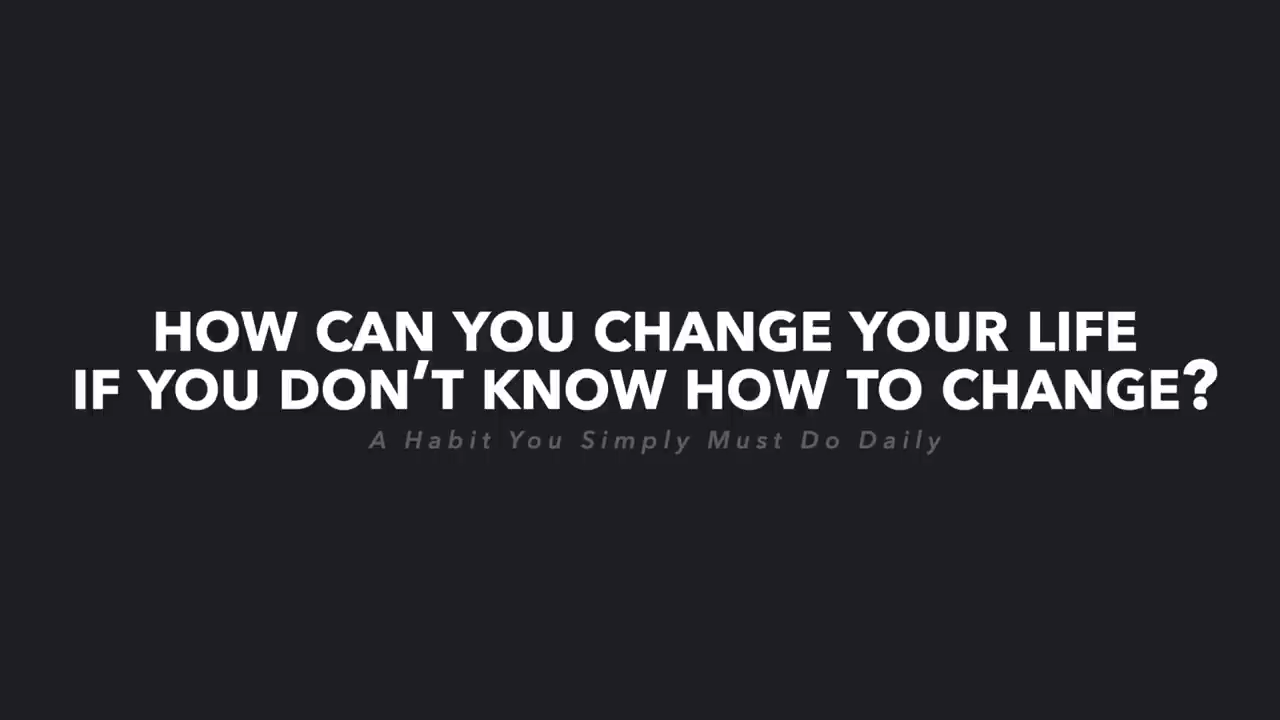 HOW CAN YOU CHANGE YOUR LIFE
IF YOU DON'T KNOW HOW TO CHANGE?
A Habit You Simply Must Do Daily